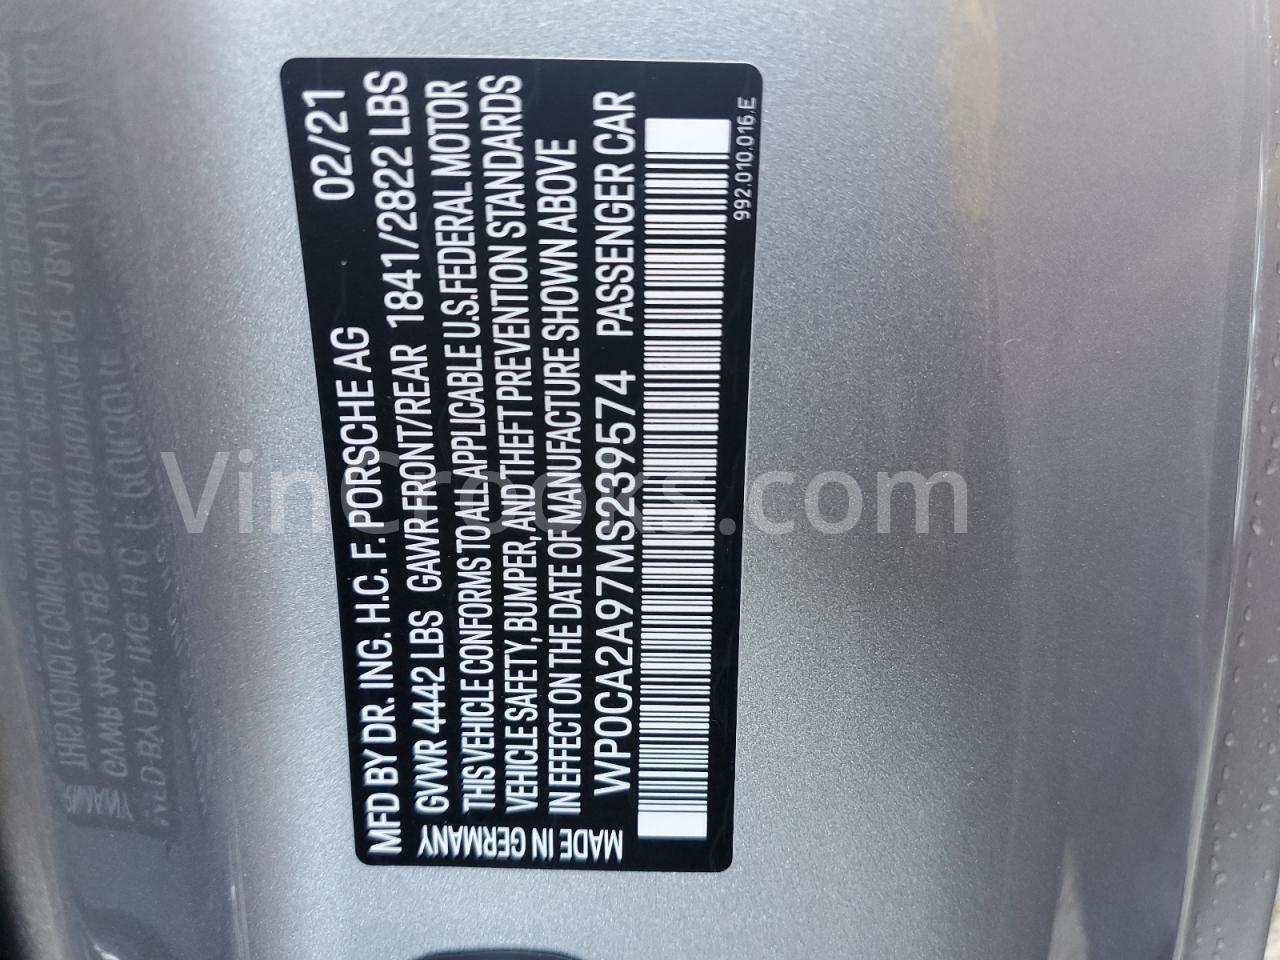 MFD BY DR. ING. H.C. F. PORSCHE AG 02/21
GVWR 4442 LBS GAWR FRONT/REAR 1841/2822 LBS
THIS VEHICLE CONFORMS TO ALL APPLICABLE U.S. FEDERAL MOTOR
VEHICLE SAFETY, BUMPER, AND THEFT PREVENTION STANDARDS
IN EFFECT ON THE DATE OF MANUFACTURE SHOWN ABOVE
WP0CA2A97MS239574 PASSENGER CAR
992.010.016.E
MADE IN GERMANY
VinCrooks.com